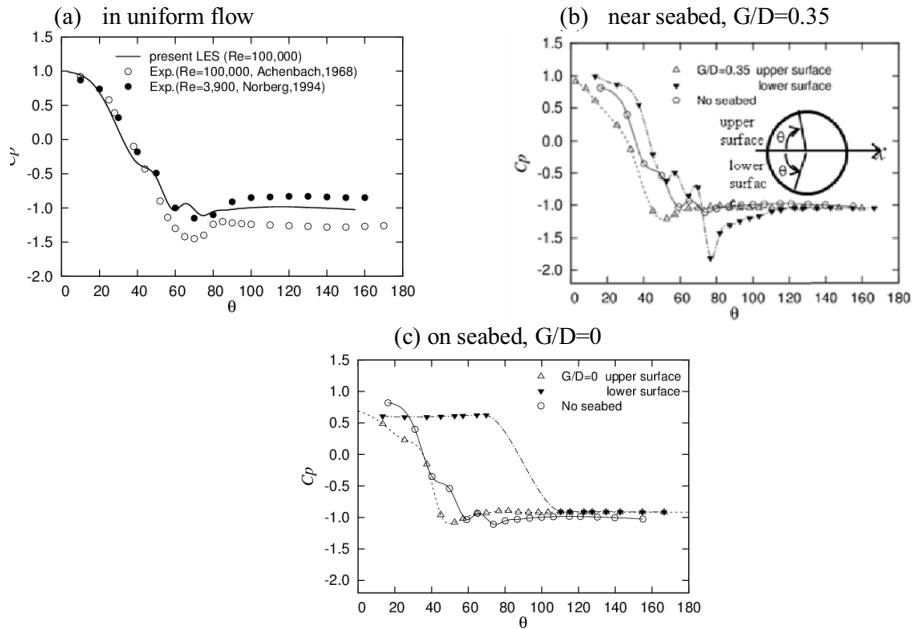 (a) in uniform flow
1.5
1.0
0.5
0.0
-0.5
-1.0
-1.5
-2.0
Cp
present LES (Re=100,000)
Exp.(Re=100,000, Achenbach,1968)
Exp.(Re=3,900, Norberg,1994)
0 20 40 60 80 100 120 140 160 180
θ
(b) near seabed, G/D=0.35
1.5
1.0
0.5
0.0
-0.5
-1.0
-1.5
-2.0
Cp
G/D=0.35 upper surface
lower surface
No seabed
upper
surface
θ
lower
surfac
θ
x
0 20 40 60 80 100 120 140 160 180
θ
(c) on seabed, G/D=0
1.5
1.0
0.5
0.0
-0.5
-1.0
-1.5
-2.0
Cp
G/D=0 upper surface
lower surface
No seabed
0 20 40 60 80 100 120 140 160 180
θ